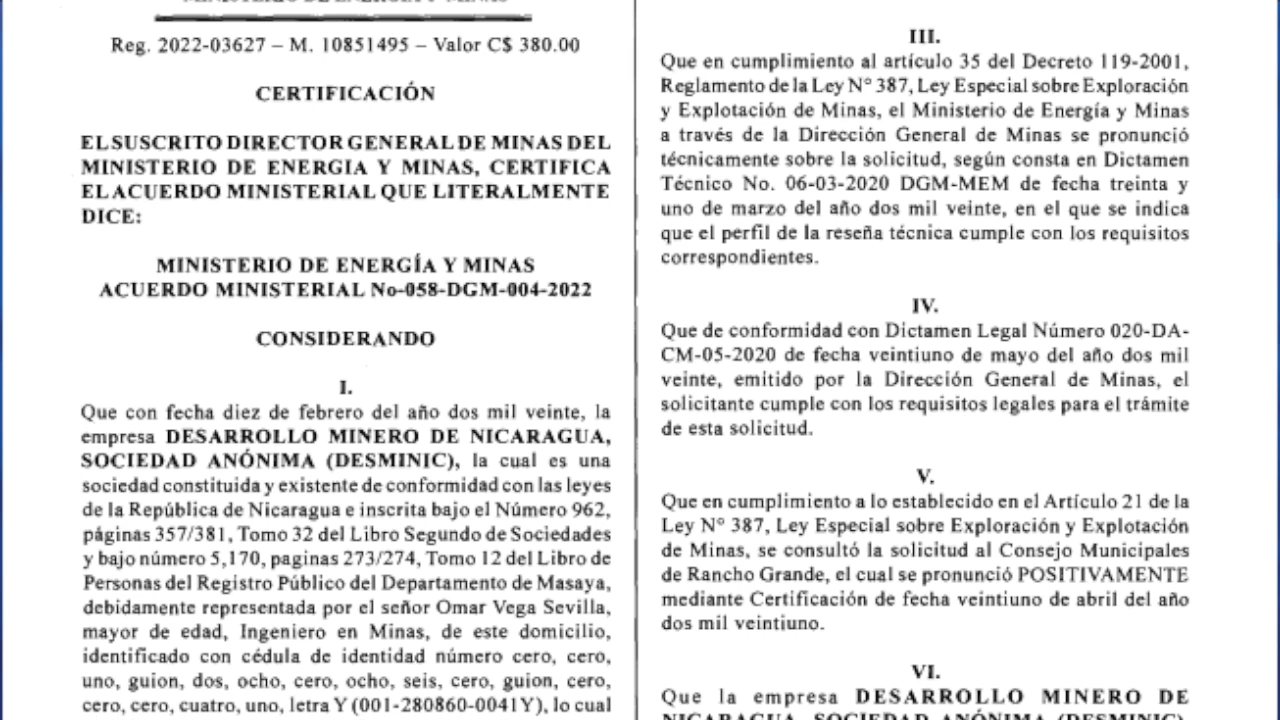 MINISTERIO DE ENERGÍA Y MINAS
Reg. 2022-03627 – M. 10851495 – Valor C$ 380.00
CERTIFICACIÓN
EL SUSCRITO DIRECTOR GENERAL DE MINAS DEL
MINISTERIO DE ENERGIA Y MINAS, CERTIFICA
EL ACUERDO MINISTERIAL QUE LITERALMENTE
DICE:
MINISTERIO DE ENERGÍA Y MINAS
ACUERDO MINISTERIAL No-058-DGM-004-2022
CONSIDERANDO
I.
Que con fecha diez de febrero del año dos mil veinte, la
empresa DESARROLLO MINERO DE NICARAGUA,
SOCIEDAD ANÓNIMA (DESMINIC), la cual es una
sociedad constituida y existente de conformidad con las leyes
de la República de Nicaragua e inscrita bajo el Número 962,
páginas 357/381, Tomo 32 del Libro Segundo de Sociedades
y bajo número 5,170, paginas 273/274, Tomo 12 del Libro de
Personas del Registro Público del Departamento de Masaya,
debidamente representada por el señor Omar Vega Sevilla,
mayor de edad, Ingeniero en Minas, de este domicilio,
identificado con cédula de identidad número cero, cero,
uno, guion, dos, ocho, cero, ocho, seis, cero, guion, cero,
cero, cero, cuatro, uno, letra Y (001-280860-0041Y), lo cual
III.
Que en cumplimiento al artículo 35 del Decreto 119-2001,
Reglamento de la Ley N° 387, Ley Especial sobre Exploración
y Explotación de Minas, el Ministerio de Energía y Minas
a través de la Dirección General de Minas se pronunció
técnicamente sobre la solicitud, según consta en Dictamen
Técnico No. 06-03-2020 DGM-MEM de fecha treinta y
uno de marzo del año dos mil veinte, en el que se indica
que el perfil de la reseña técnica cumple con los requisitos
correspondientes.
IV.
Que de conformidad con Dictamen Legal Número 020-DA-
CM-05-2020 de fecha veintiuno de mayo del año dos mil
veinte, emitido por la Dirección General de Minas, el
solicitante cumple con los requisitos legales para el trámite
de esta solicitud.
V.
Que en cumplimiento a lo establecido en el Artículo 21 de la
Ley N° 387, Ley Especial sobre Exploración y Explotación
de Minas, se consultó la solicitud al Consejo Municipales
de Rancho Grande, el cual se pronunció POSITIVAMENTE
mediante Certificación de fecha veintiuno de abril del año
dos mil veintiuno.
VI.
Que la empresa DESARROLLO MINERO DE
NICARAGUA, SOCIEDAD ANÓNIMA (DESMINIC),